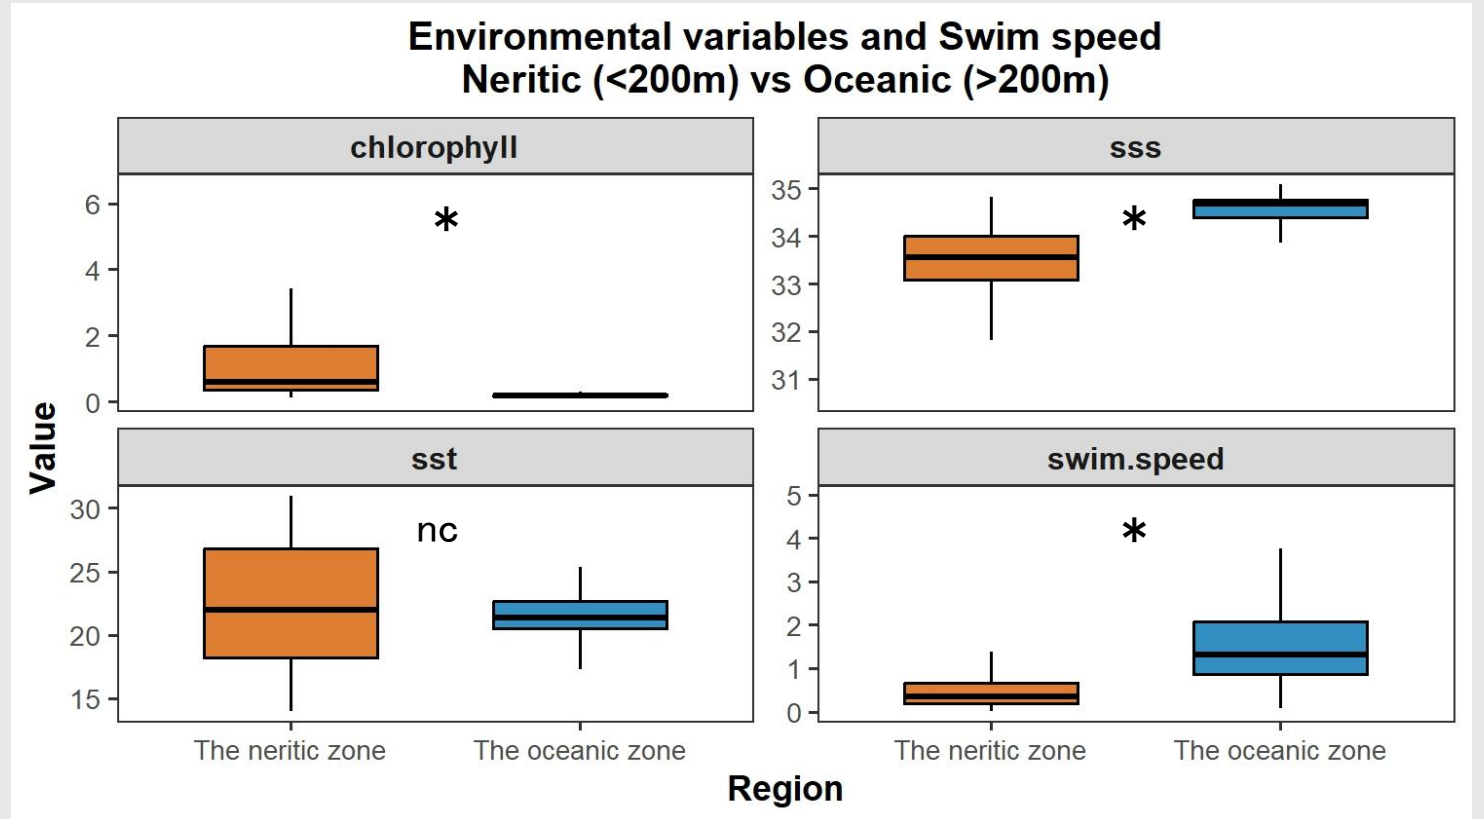 Environmental variables and Swim speed
Neritic (<200m) vs Oceanic (>200m)
chlorophyll
6
4
2
0
*
sss
35
34
33
32
31
*
Value
sst
30
25
20
15
nc
swim.speed
5
4
3
2
1
0
*
The neritic zone
The oceanic zone
The neritic zone
The oceanic zone
Region